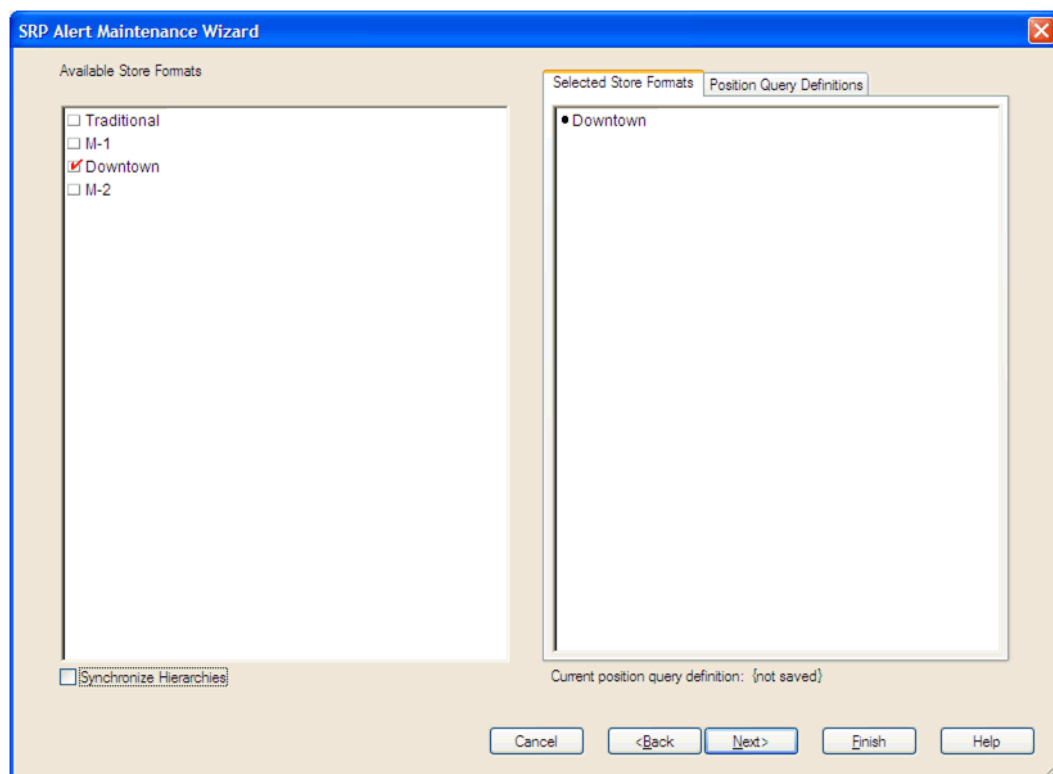 SRP Alert Maintenance Wizard
Available Store Formats
Traditional
M-1
Downtown
M-2
Synchronize Hierarchies
Selected Store Formats
Position Query Definitions
Downtown
Current position query definition: {not saved}
Cancel
<Back
Next>
Finish
Help